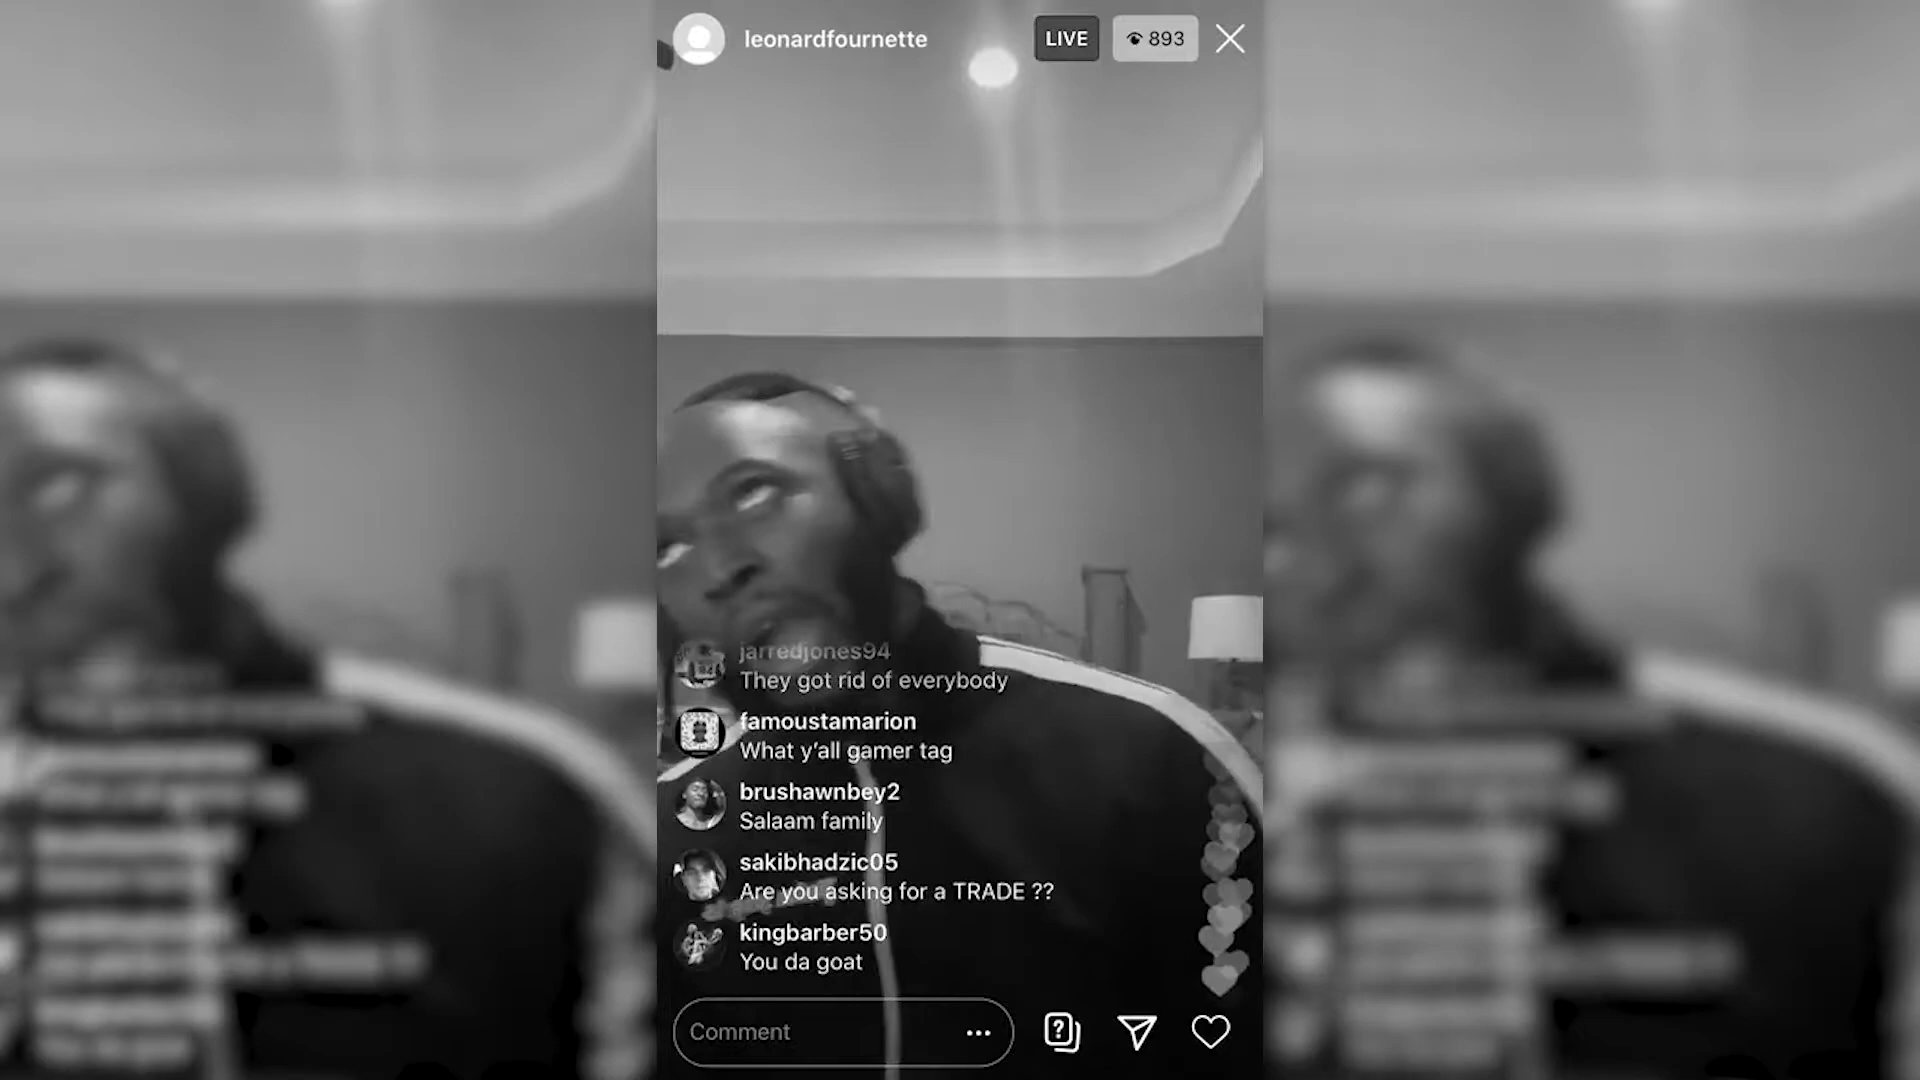 leonardfournette
LIVE
893
jarredjones94
They got rid of everybody
famoustamarion
What y'all gamer tag
brushawnbey2
Salaam family
sakibhadzic05
Are you asking for a TRADE ??
kingbarber50
You da goat
Comment